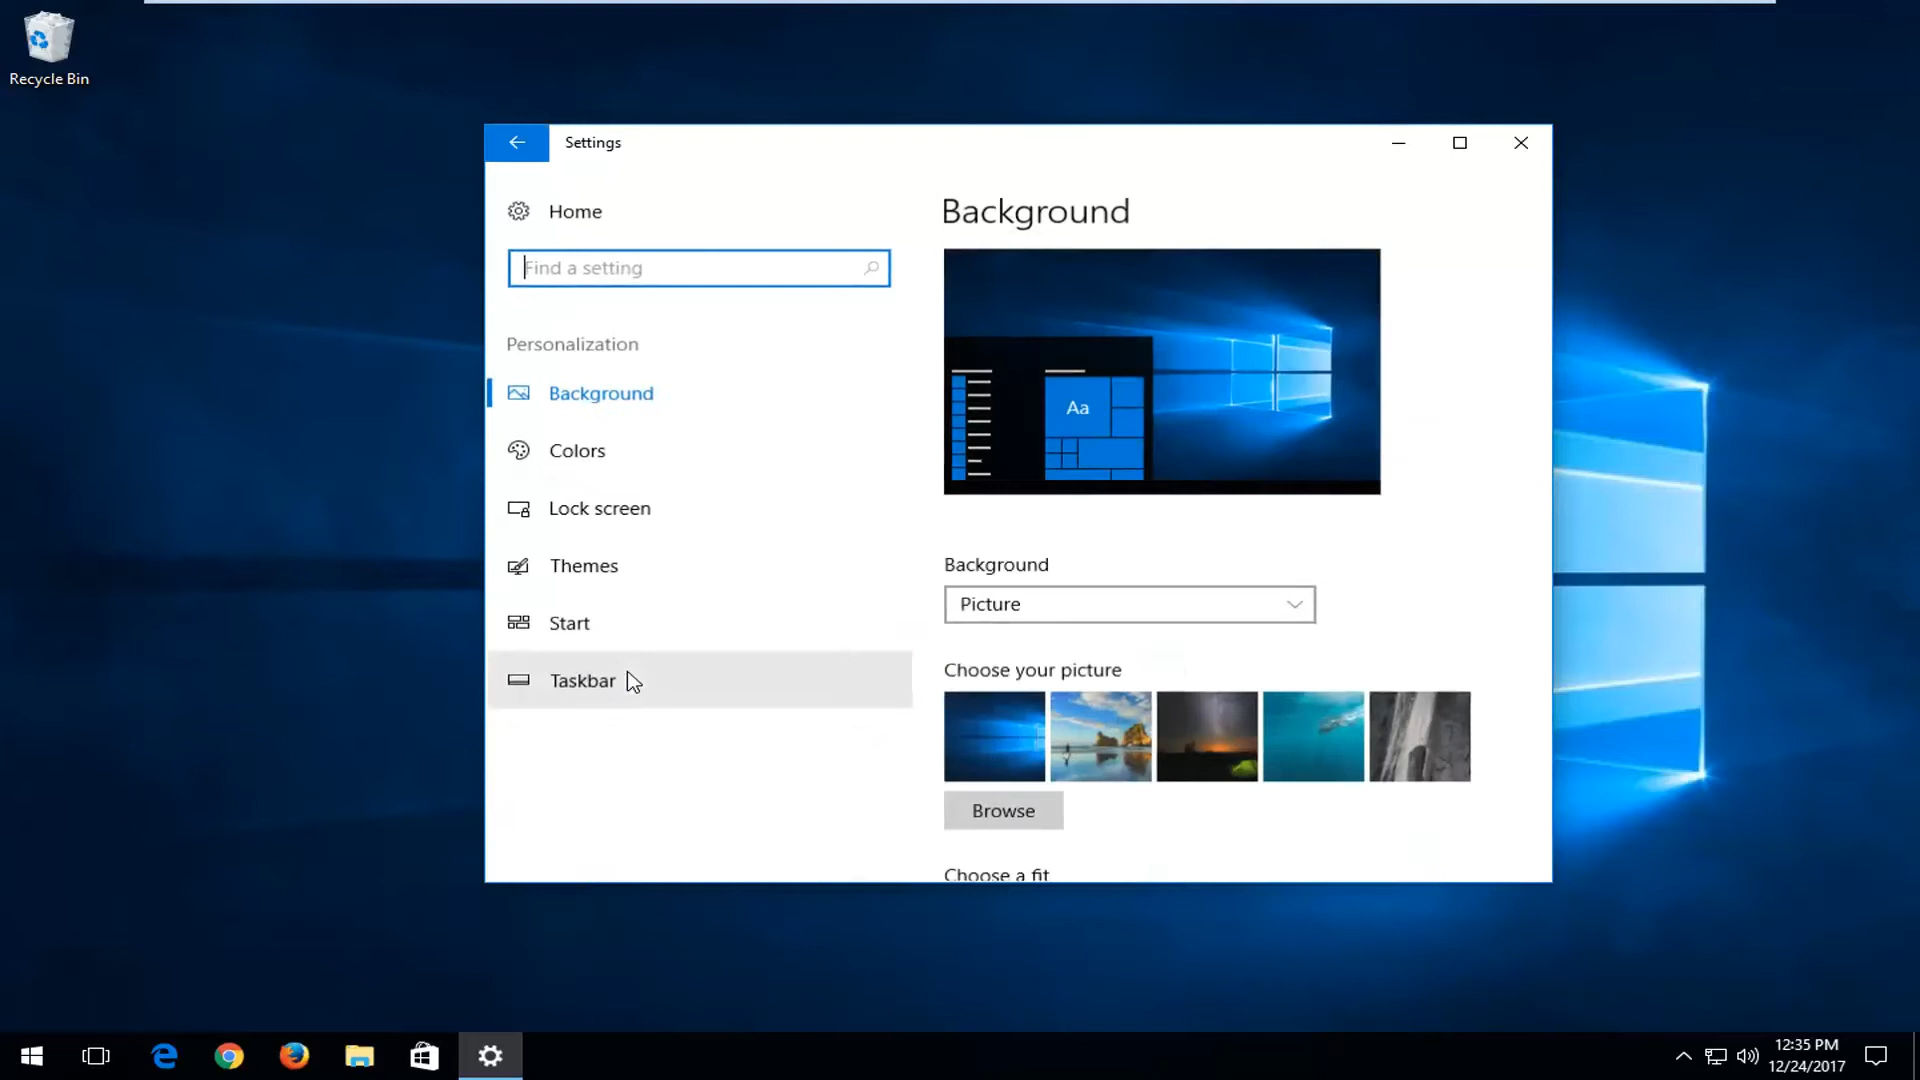 Recycle Bin
Settings
Home
Find a setting
Personalization
Background
Colors
Lock screen
Themes
Start
Taskbar
Background
Aa
Background
Picture
Choose your picture
Browse
Choose a fit
12:35 PM
12/24/2017